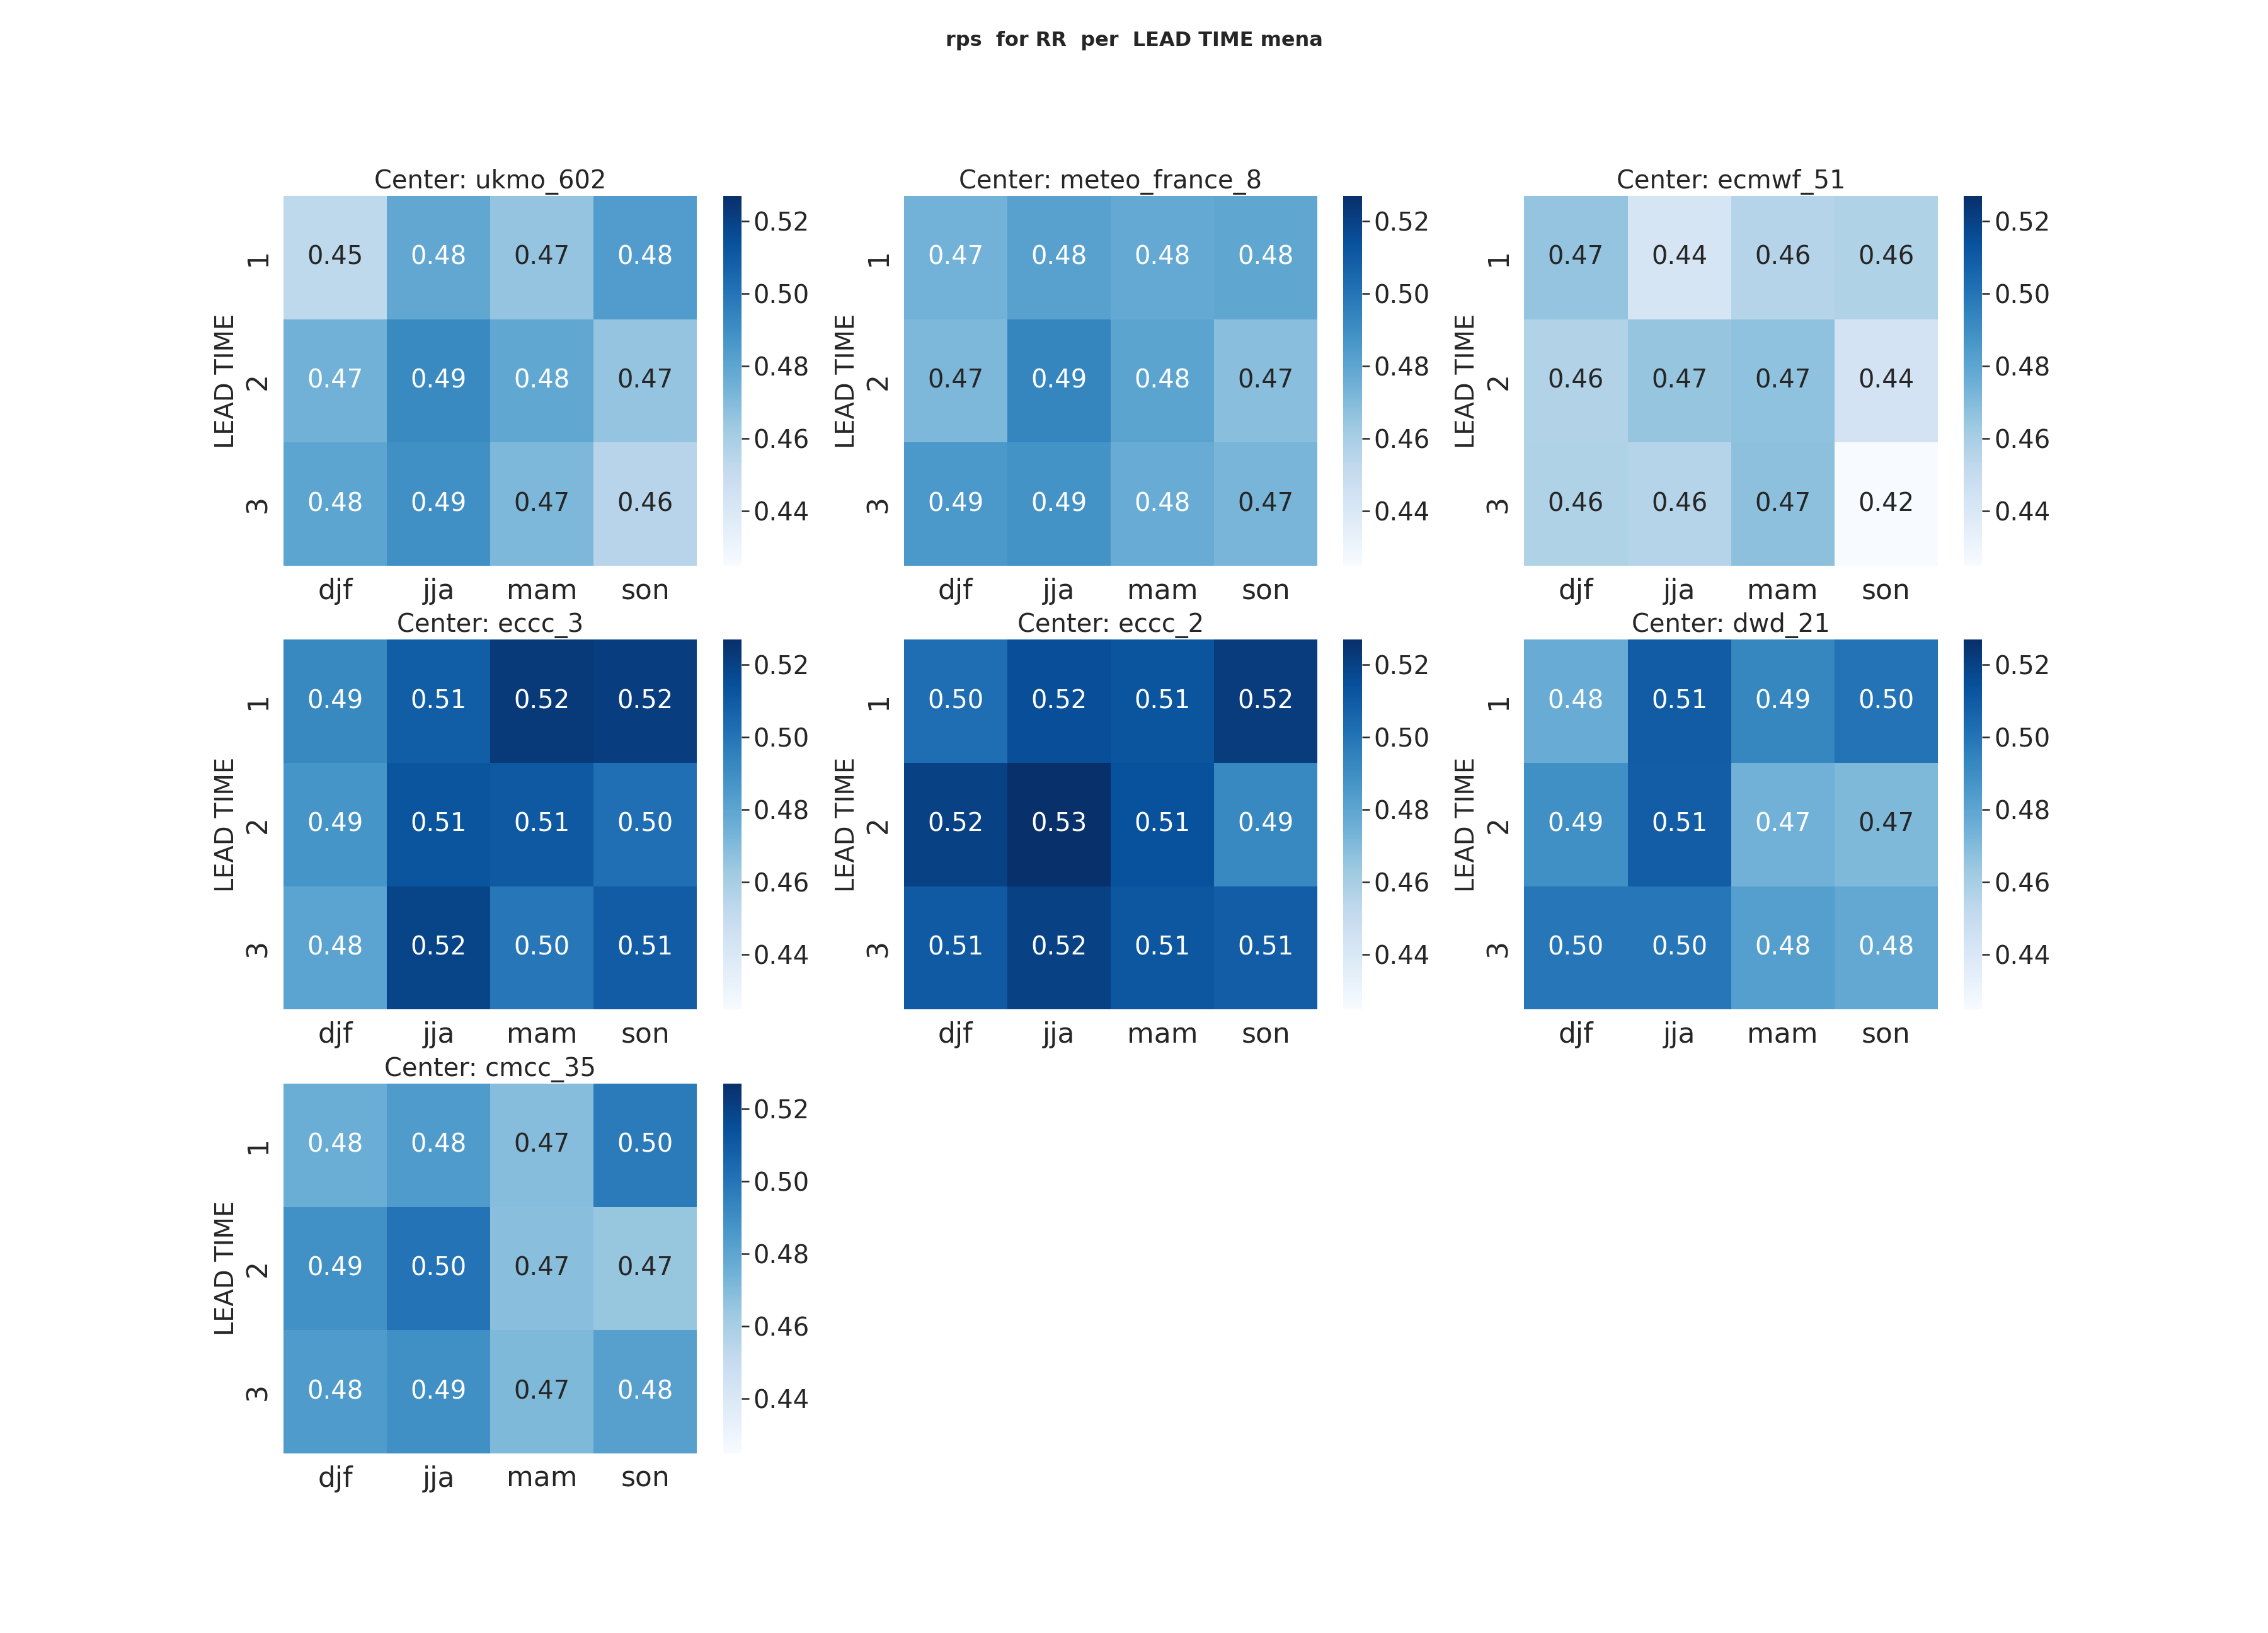 rps  for RR  per  LEAD TIME mena
Center: ukmo_602
LEAD TIME
1 0.45 0.48 0.47 0.48
2 0.47 0.49 0.48 0.47
3 0.48 0.49 0.47 0.46
djf jja mam son
0.52
0.50
0.48
0.46
0.44
Center: meteo_france_8
LEAD TIME
1 0.47 0.48 0.48 0.48
2 0.47 0.49 0.48 0.47
3 0.49 0.49 0.48 0.47
djf jja mam son
0.52
0.50
0.48
0.46
0.44
Center: ecmwf_51
LEAD TIME
1 0.47 0.44 0.46 0.46
2 0.46 0.47 0.47 0.44
3 0.46 0.46 0.47 0.42
djf jja mam son
0.52
0.50
0.48
0.46
0.44
Center: eccc_3
LEAD TIME
1 0.49 0.51 0.52 0.52
2 0.49 0.51 0.51 0.50
3 0.48 0.52 0.50 0.51
djf jja mam son
0.52
0.50
0.48
0.46
0.44
Center: eccc_2
LEAD TIME
1 0.50 0.52 0.51 0.52
2 0.52 0.53 0.51 0.49
3 0.51 0.52 0.51 0.51
djf jja mam son
0.52
0.50
0.48
0.46
0.44
Center: dwd_21
LEAD TIME
1 0.48 0.51 0.49 0.50
2 0.49 0.51 0.47 0.47
3 0.50 0.50 0.48 0.48
djf jja mam son
0.52
0.50
0.48
0.46
0.44
Center: cmcc_35
LEAD TIME
1 0.48 0.48 0.47 0.50
2 0.49 0.50 0.47 0.47
3 0.48 0.49 0.47 0.48
djf jja mam son
0.52
0.50
0.48
0.46
0.44